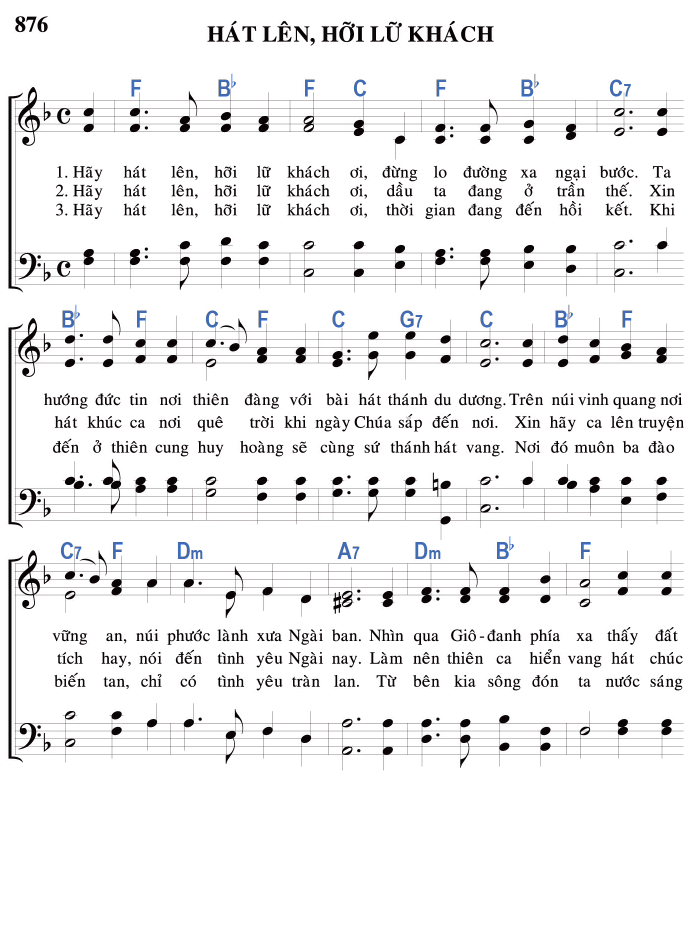 876
HÁT LÊN, HỠI LỮ KHÁCH
F B♭ F C F B♭ C7
1. Hãy hát lên, hỡi lữ khách ơi, đừng lo đường xa ngại bước. Ta
2. Hãy hát lên, hỡi lữ khách ơi, dầu ta đang ở trần thế. Xin
3. Hãy hát lên, hỡi lữ khách ơi, thời gian đang đến hồi kết. Khi
B♭ F C F C G7 C B♭ F
hướng đức tin nơi thiên đàng với bài hát thánh du dương. Trên núi vinh quang nơi
hát khúc ca nơi quê trời khi ngày Chúa sắp đến nơi. Xin hãy ca lên truyện
đến ở thiên cung huy hoàng sẽ cùng sứ thánh hát vang. Nơi đó muôn ba đào
C7 F Dm A7 Dm B♭ F
vững an, núi phước lành xưa Ngài ban. Nhìn qua Giô-đanh phía xa thấy đất
tích hay, nói đến tình yêu Ngài nay. Làm nên thiên ca hiển vang hát chúc
biến tan, chỉ có tình yêu tràn lan. Từ bên kia sông đón ta nước sáng